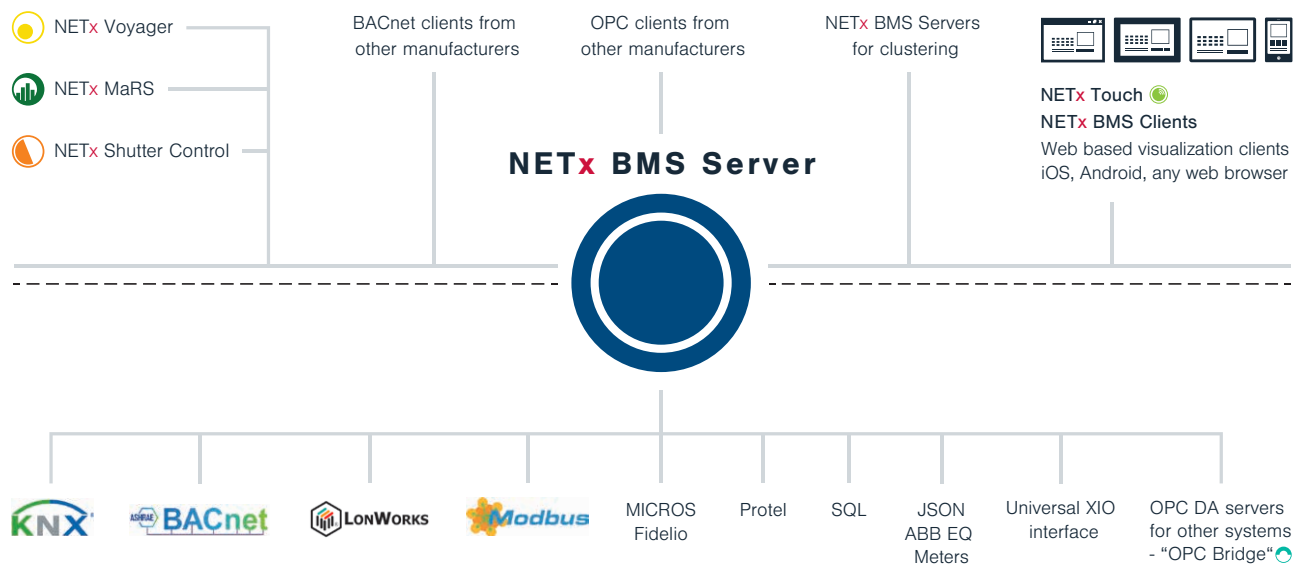 NETx Voyager
NETx MaRS
NETx Shutter Control
BACnet clients from
other manufacturers
OPC clients from
other manufacturers
NETx BMS Servers
for clustering
NETx Touch
NETx BMS Clients
Web based visualization clients
iOS, Android, any web browser
NETx BMS Server
KNX
ASHRAE BACnet
LONWORKS
Modbus
MICROS
Fidelio
Protel
SQL
JSON
ABB EQ
Meters
Universal XIO
interface
OPC DA servers
for other systems
- “OPC Bridge“